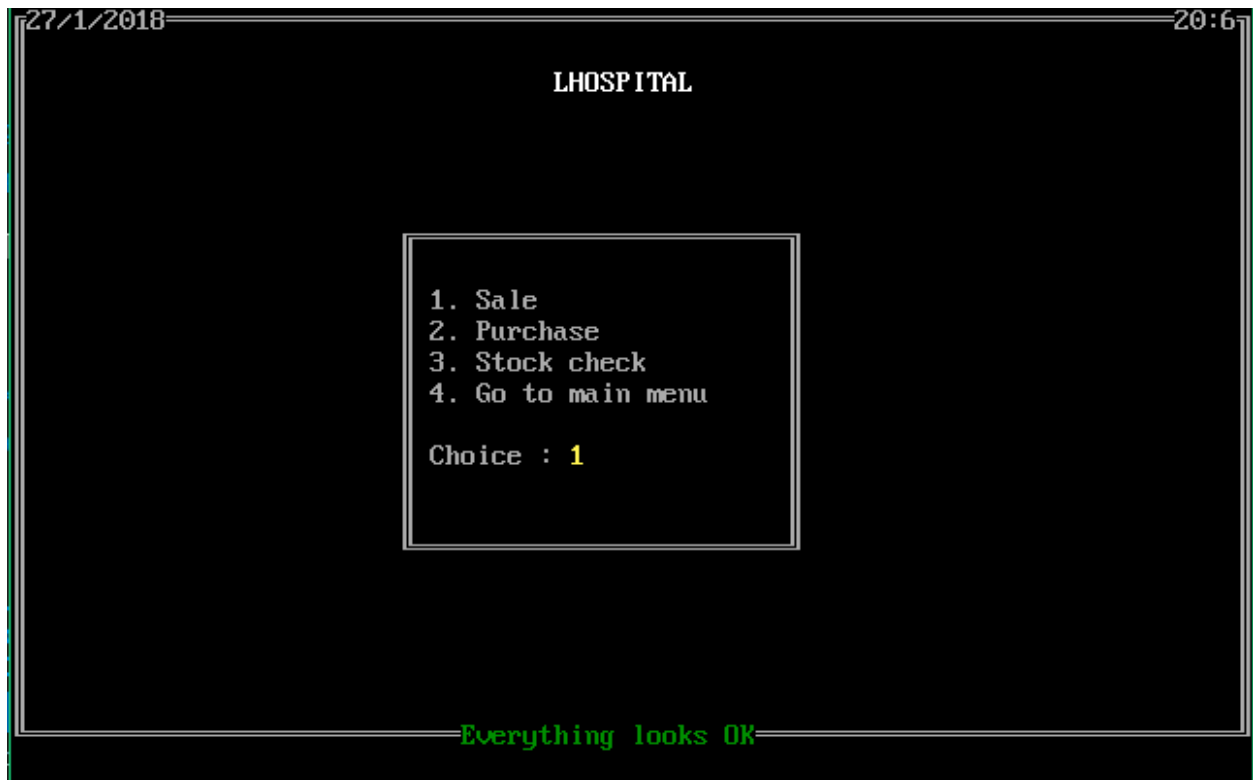 27/1/2018 20:6
LHOSPITAL
1. Sale
2. Purchase
3. Stock check
4. Go to main menu
Choice : 1
Everything looks OK